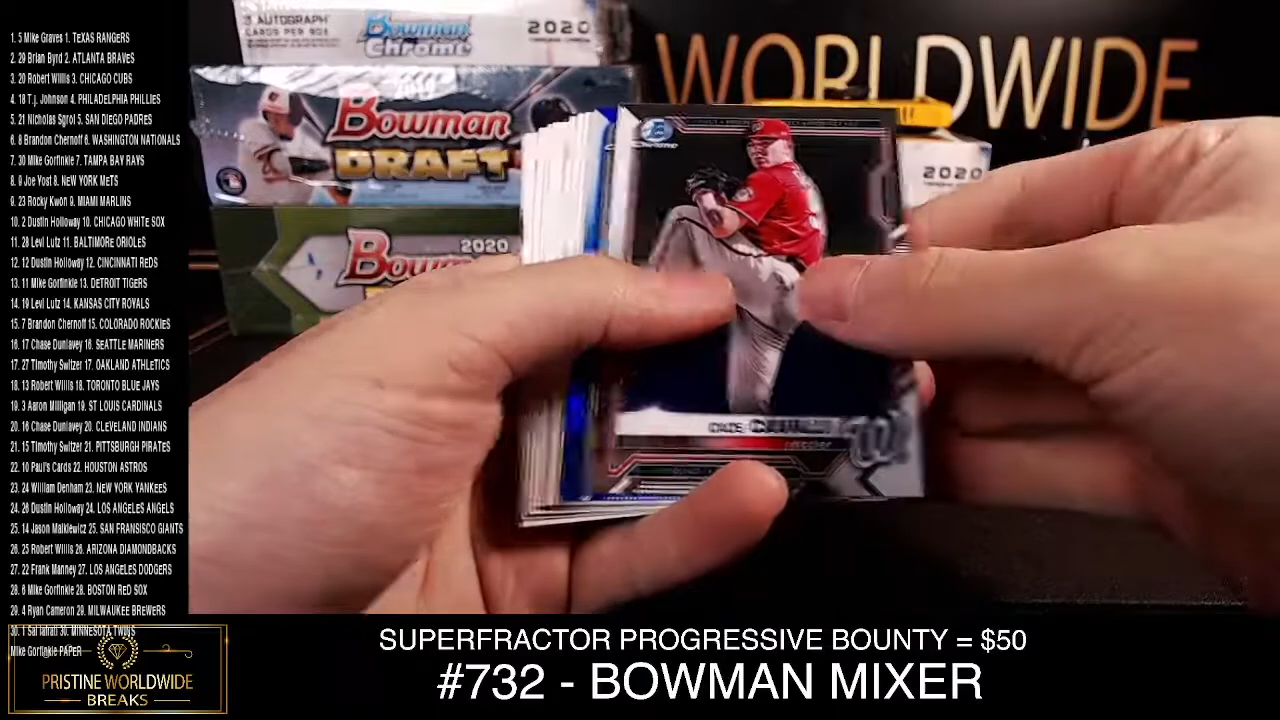 1. 5 Mike Graves 1. TEXAS RANGERS
2. 29 Brian Byrd 2. ATLANTA BRAVES
3. 20 Robert Willis 3. CHICAGO CUBS
4. 18 T.j. Johnson 4. PHILADELPHIA PHILLIES
5. 21 Nicholas Sgroi 5. SAN DIEGO PADRES
6. 8 Brandon Chernoff 6. WASHINGTON NATIONALS
7. 30 Mike Gorfinkle 7. TAMPA BAY RAYS
8. 9 Joe Yost 8. NEW YORK METS
9. 23 Rocky Kwon 9. MIAMI MARLINS
10. 2 Dustin Holloway 10. CHICAGO WHITE SOX
11. 28 Levi Lutz 11. BALTIMORE ORIOLES
12. 12 Dustin Holloway 12. CINCINNATI REDS
13. 11 Mike Gorfinkle 13. DETROIT TIGERS
14. 19 Levi Lutz 14. KANSAS CITY ROYALS
15. 7 Brandon Chernoff 15. COLORADO ROCKIES
16. 17 Chase Dunlavey 16. SEATTLE MARINERS
17. 27 Timothy Switzer 17. OAKLAND ATHLETICS
18. 13 Robert Willis 18. TORONTO BLUE JAYS
19. 3 Aaron Milligan 19. ST LOUIS CARDINALS
20. 16 Chase Dunlavey 20. CLEVELAND INDIANS
21. 15 Timothy Switzer 21. PITTSBURGH PIRATES
22. 10 Paul's Cards 22. HOUSTON ASTROS
23. 24 William Denham 23. NEW YORK YANKEES
24. 26 Dustin Holloway 24. LOS ANGELES ANGELS
25. 14 Jason Malkiewicz 25. SAN FRANSISCO GIANTS
26. 25 Robert Willis 26. ARIZONA DIAMONDBACKS
27. 22 Frank Manney 27. LOS ANGELES DODGERS
28. 6 Mike Gorfinkle 28. BOSTON RED SOX
29. 4 Ryan Cameron 29. MILWAUKEE BREWERS
30. 1 Sal 30. MINNESOTA TWINS
Mike Gorfinkle PAPER
PRISTINE WORLDWIDE
BREAKS
3 AUTOGRAPH
CARDS PER BOX
Bowman
Chrome
2020
WORLDWIDE
2019
Bowman
DRAFT
2020
Bowm
2020
Chrome
SUPERFRACTOR PROGRESSIVE BOUNTY = $50
#732 - BOWMAN MIXER